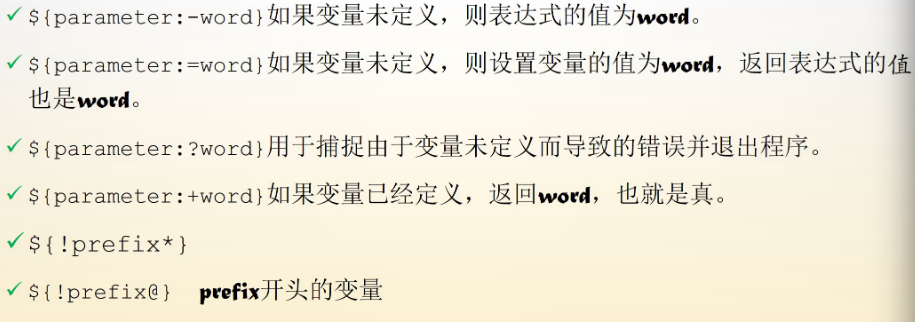 ✓ ${parameter:-word}如果变量未定义，则表达式的值为word。
✓ ${parameter:=word}如果变量未定义，则设置变量的值为word，返回表达式的值
也是word。
✓ ${parameter:?word}用于捕捉由于变量未定义而导致的错误并退出程序。
✓ ${parameter:+word}如果变量已经定义，返回word，也就是真。
✓ ${!prefix*}
✓ ${!prefix@} prefix开头的变量